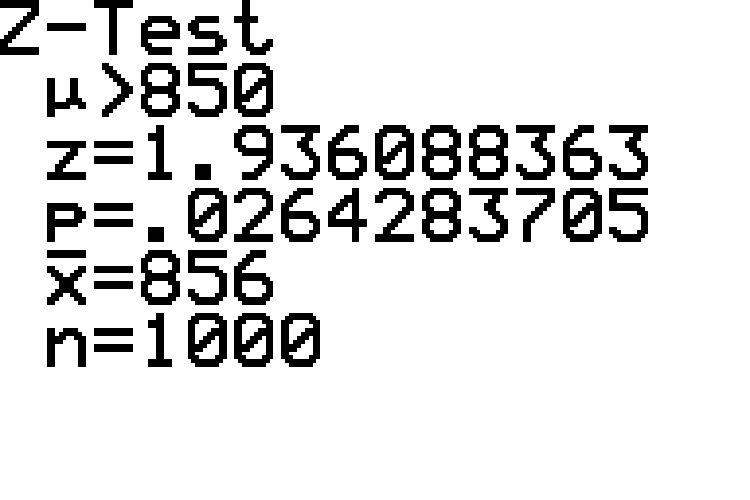 Z-Test
μ>850
z=1.936088363
p=.0264283705
x̄=856
n=1000